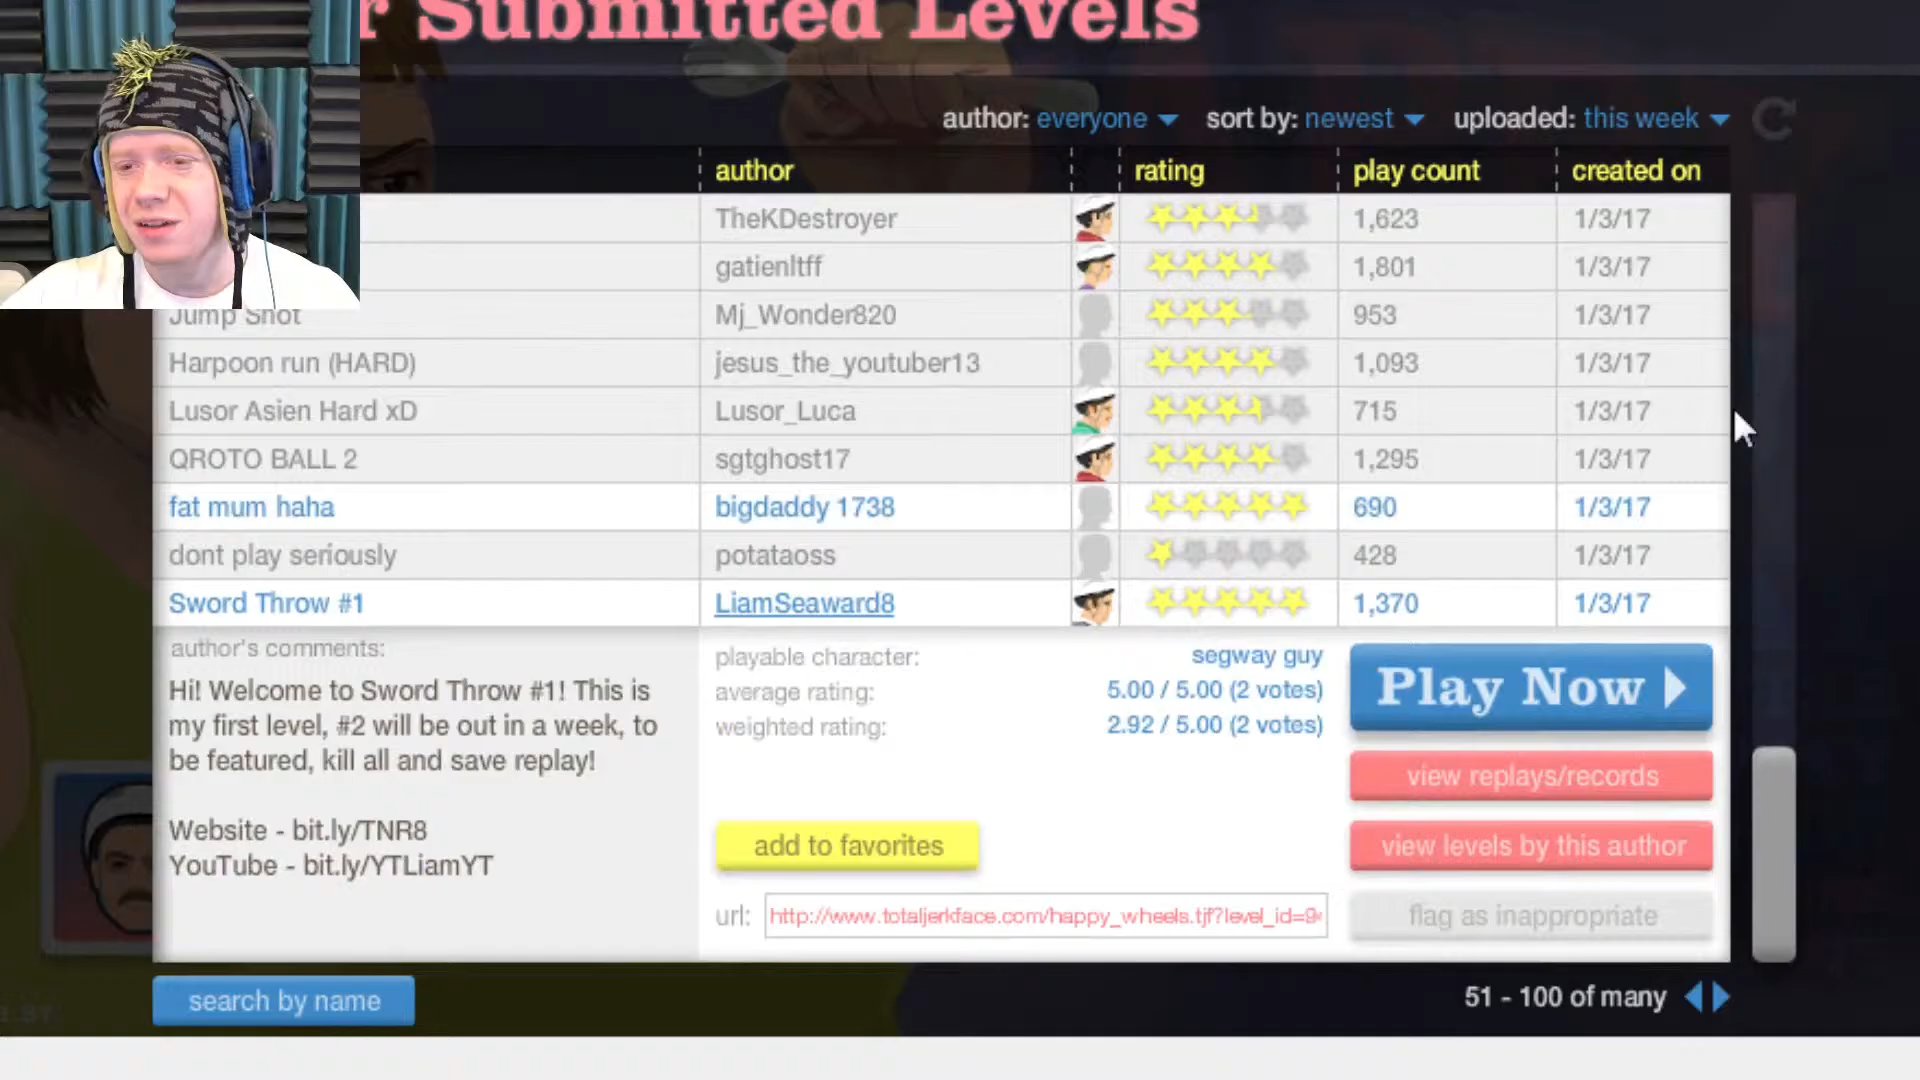 r Submitted Levels
author: everyone sort by: newest uploaded: this week
author rating play count created on
TheKDestroyer 1,623 1/3/17
gatienltff 1,801 1/3/17
Jump Shot Mj_Wonder820 953 1/3/17
Harpoon run (HARD) jesus_the_youtuber13 1,093 1/3/17
Lusor Asien Hard xD Lusor_Luca 715 1/3/17
QROTO BALL 2 sgtghost17 1,295 1/3/17
fat mum haha bigdaddy 1738 690 1/3/17
dont play seriously potataoss 428 1/3/17
Sword Throw #1 LiamSeaward8 1,370 1/3/17
author's comments:
Hi! Welcome to Sword Throw #1! This is
my first level, #2 will be out in a week, to
be featured, kill all and save replay!
Website - bit.ly/TNR8
YouTube - bit.ly/YTLiamYT
playable character: segway guy
average rating: 5.00 / 5.00 (2 votes)
weighted rating: 2.92 / 5.00 (2 votes)
add to favorites
url: http://www.totaljerkface.com/happy_wheels.tjf?level_id=9
Play Now
view replays/records
view levels by this author
flag as inappropriate
search by name
51 - 100 of many